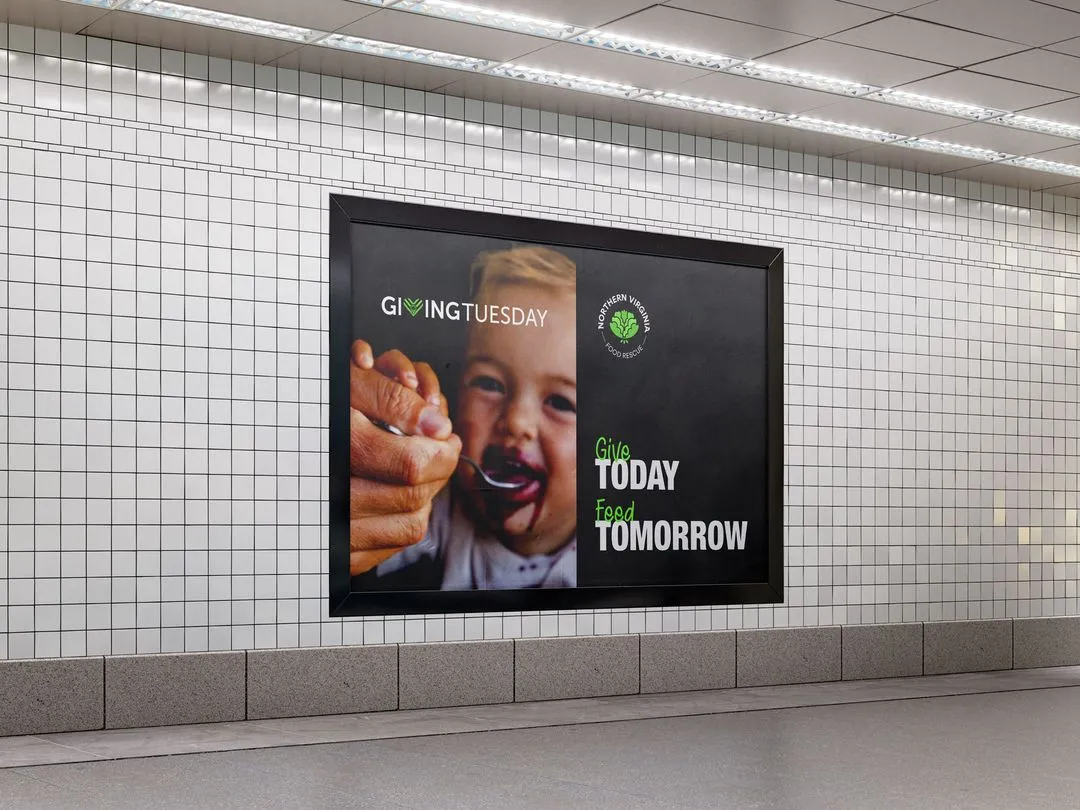 GIVINGTUESDAY
NORTHERN VIRGINIA
FOOD RESCUE
Give
TODAY
Feed
TOMORROW